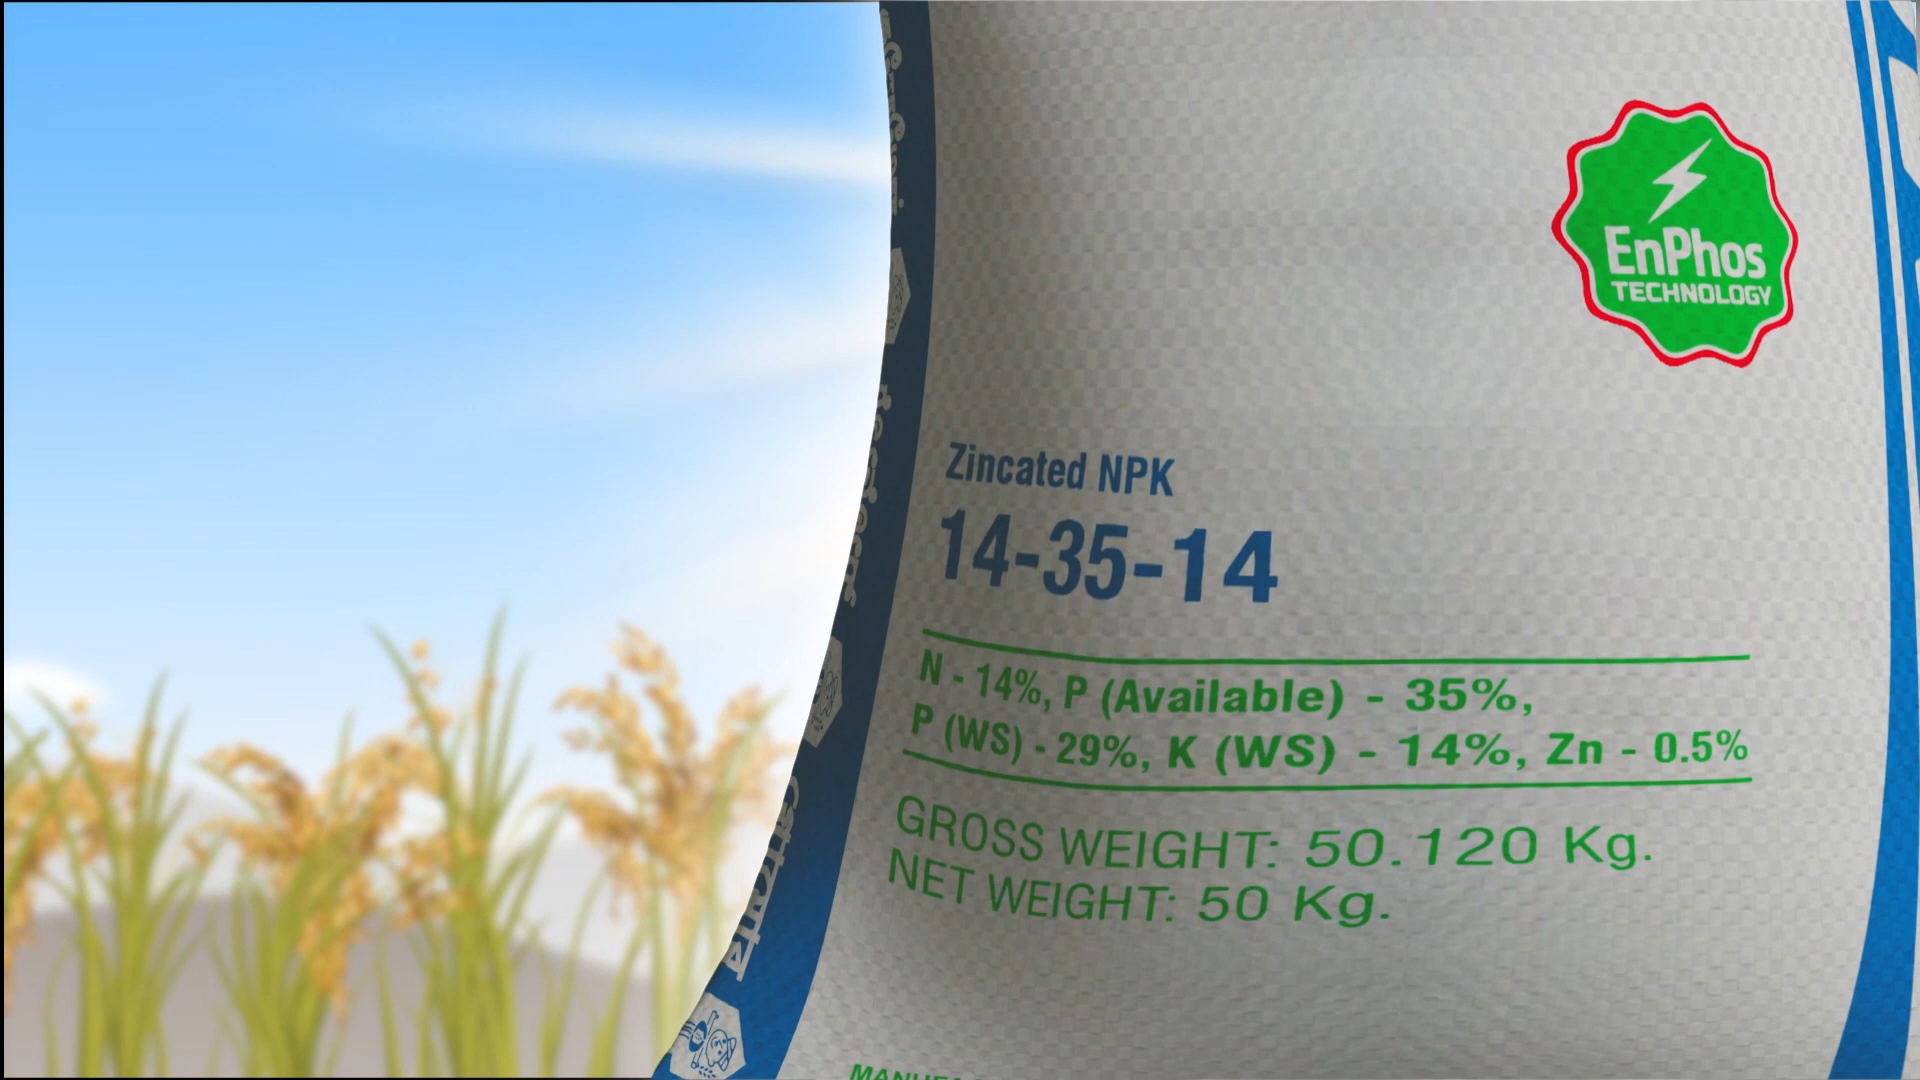 EnPhos
TECHNOLOGY
Zincated NPK
14-35-14
N - 14%, P (Available) - 35%,
P (WS) - 29%, K (WS) - 14%, Zn - 0.5%
GROSS WEIGHT: 50.120 Kg.
NET WEIGHT: 50 Kg.